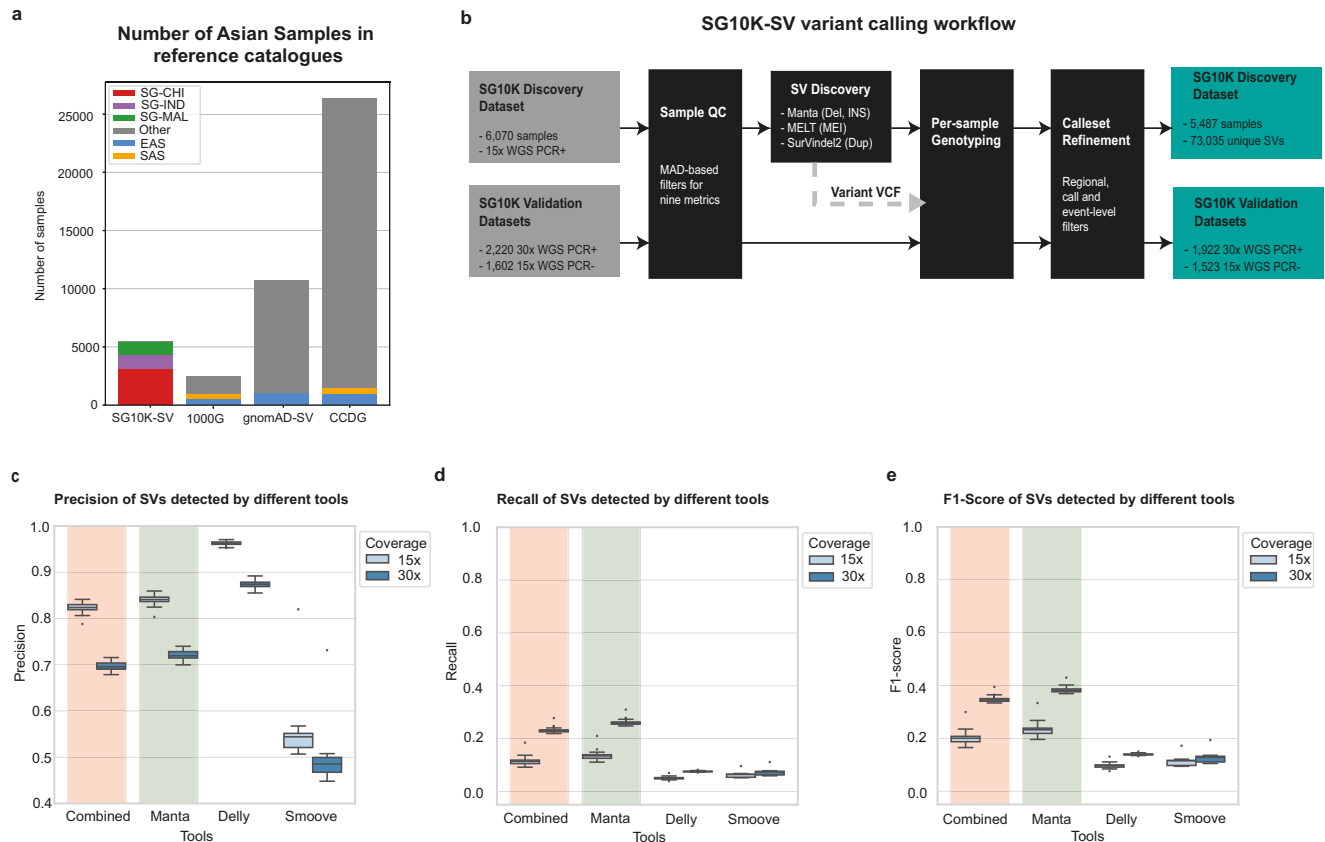 a
Number of Asian Samples in
reference catalogues
SG-CHI
SG-IND
SG-MAL
Other
EAS
SAS
Number of samples
25000
20000
15000
10000
5000
0
SG10K-SV
1000G
gnomAD-SV
CCDG
b
SG10K-SV variant calling workflow
SG10K Discovery
Dataset
- 6,070 samples
- 15x WGS PCR+
SG10K Validation
Datasets
- 2,220 30x WGS PCR+
- 1,602 15x WGS PCR-
Sample QC
MAD-based
filters for
nine metrics
SV Discovery
- Manta (Del, INS)
- MELT (MEI)
- SurVindel2 (Dup)
Variant VCF
Per-sample
Genotyping
Calleset
Refinement
Regional,
call and
event-level
filters
SG10K Discovery
Dataset
- 5,487 samples
- 73,035 unique SVs
SG10K Validation
Datasets
- 1,922 30x WGS PCR+
- 1,523 15x WGS PCR-
c
Precision of SVs detected by different tools
Precision
1.0
0.9
0.8
0.7
0.6
0.5
0.4
Combined
Manta
Delly
Smoove
Tools
Coverage
15x
30x
d
Recall of SVs detected by different tools
Recall
1.0
0.8
0.6
0.4
0.2
0.0
Combined
Manta
Delly
Smoove
Tools
Coverage
15x
30x
e
F1-Score of SVs detected by different tools
F1-score
1.0
0.8
0.6
0.4
0.2
0.0
Combined
Manta
Delly
Smoove
Tools
Coverage
15x
30x